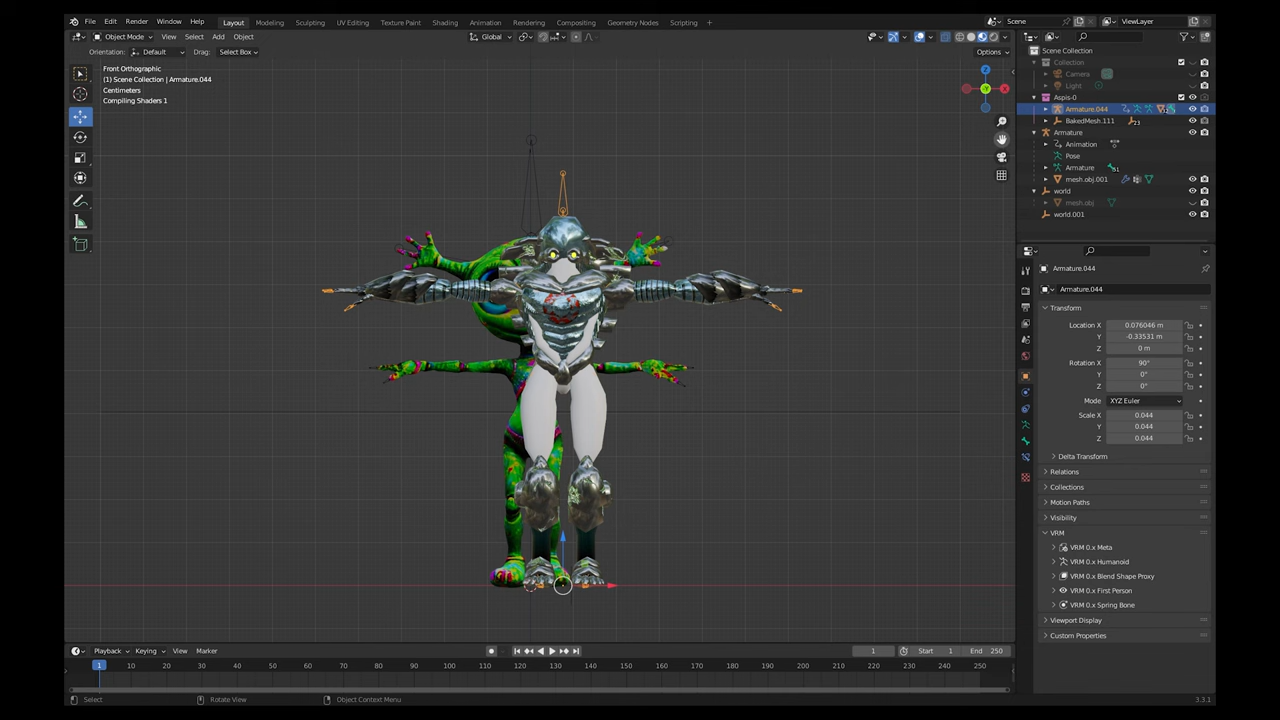 File Edit Render Window Help Layout Modeling Sculpting UV Editing Texture Paint Shading Animation Rendering Compositing Geometry Nodes Scripting + Scene ViewLayer
Object Mode View Select Add Object Global
Orientation: Default Drag: Select Box Options
Front Orthographic
(1) Scene Collection | Armature.044
Centimeters
Compiling Shaders 1
Z
Y
X
Scene Collection
Collection
Camera
Light
Aspis-0
Armature.044
BakedMesh.111 23
Armature
Animation
Pose
Armature 51
mesh.obj.001
world
mesh.obj
world.001
Armature.044
Armature.044
Transform
Location X 0.076046 m
Y -0.33531 m
Z 0 m
Rotation X 90°
Y 0°
Z 0°
Mode XYZ Euler
Scale X 0.044
Y 0.044
Z 0.044
Delta Transform
Relations
Collections
Motion Paths
Visibility
VRM
VRM 0.x Meta
VRM 0.x Humanoid
VRM 0.x Blend Shape Proxy
VRM 0.x First Person
VRM 0.x Spring Bone
Viewport Display
Custom Properties
Playback Keying View Marker 1 Start 1 End 250
1 10 20 30 40 50 60 70 80 90 100 110 120 130 140 150 160 170 180 190 200 210 220 230 240 250
Select Rotate View Object Context Menu 3.3.1